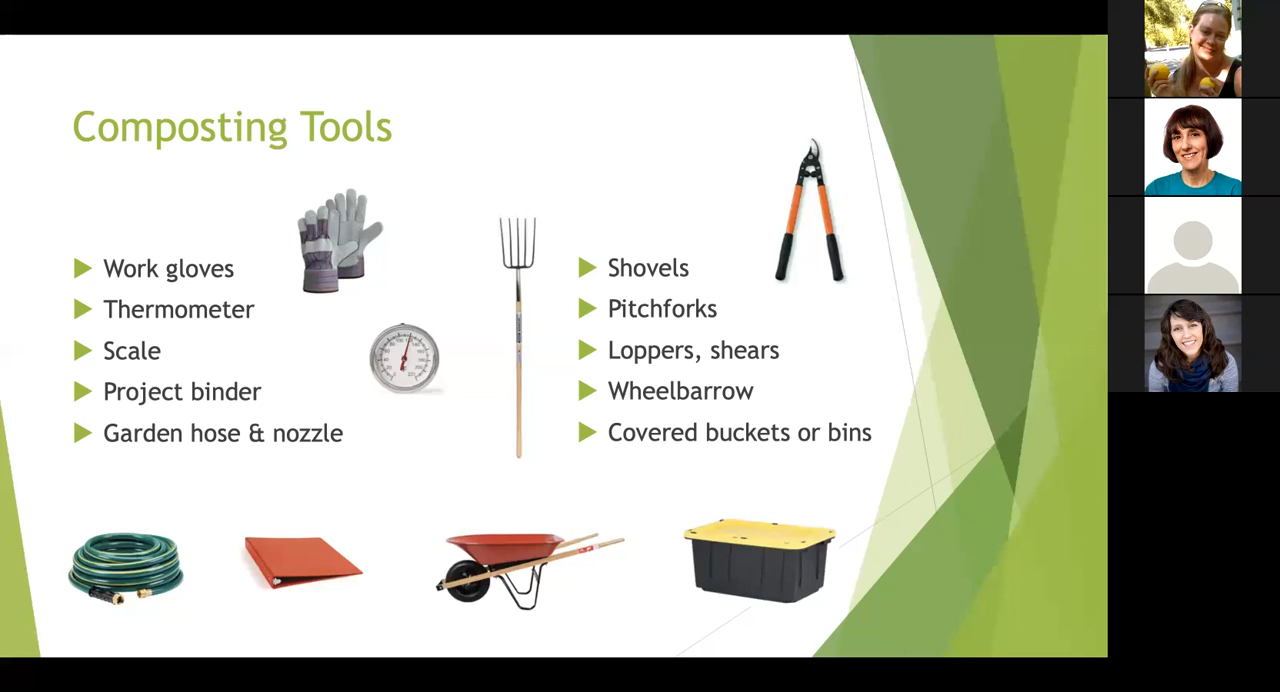 Composting Tools
Work gloves
Thermometer
Scale
Project binder
Garden hose & nozzle
Shovels
Pitchforks
Loppers, shears
Wheelbarrow
Covered buckets or bins